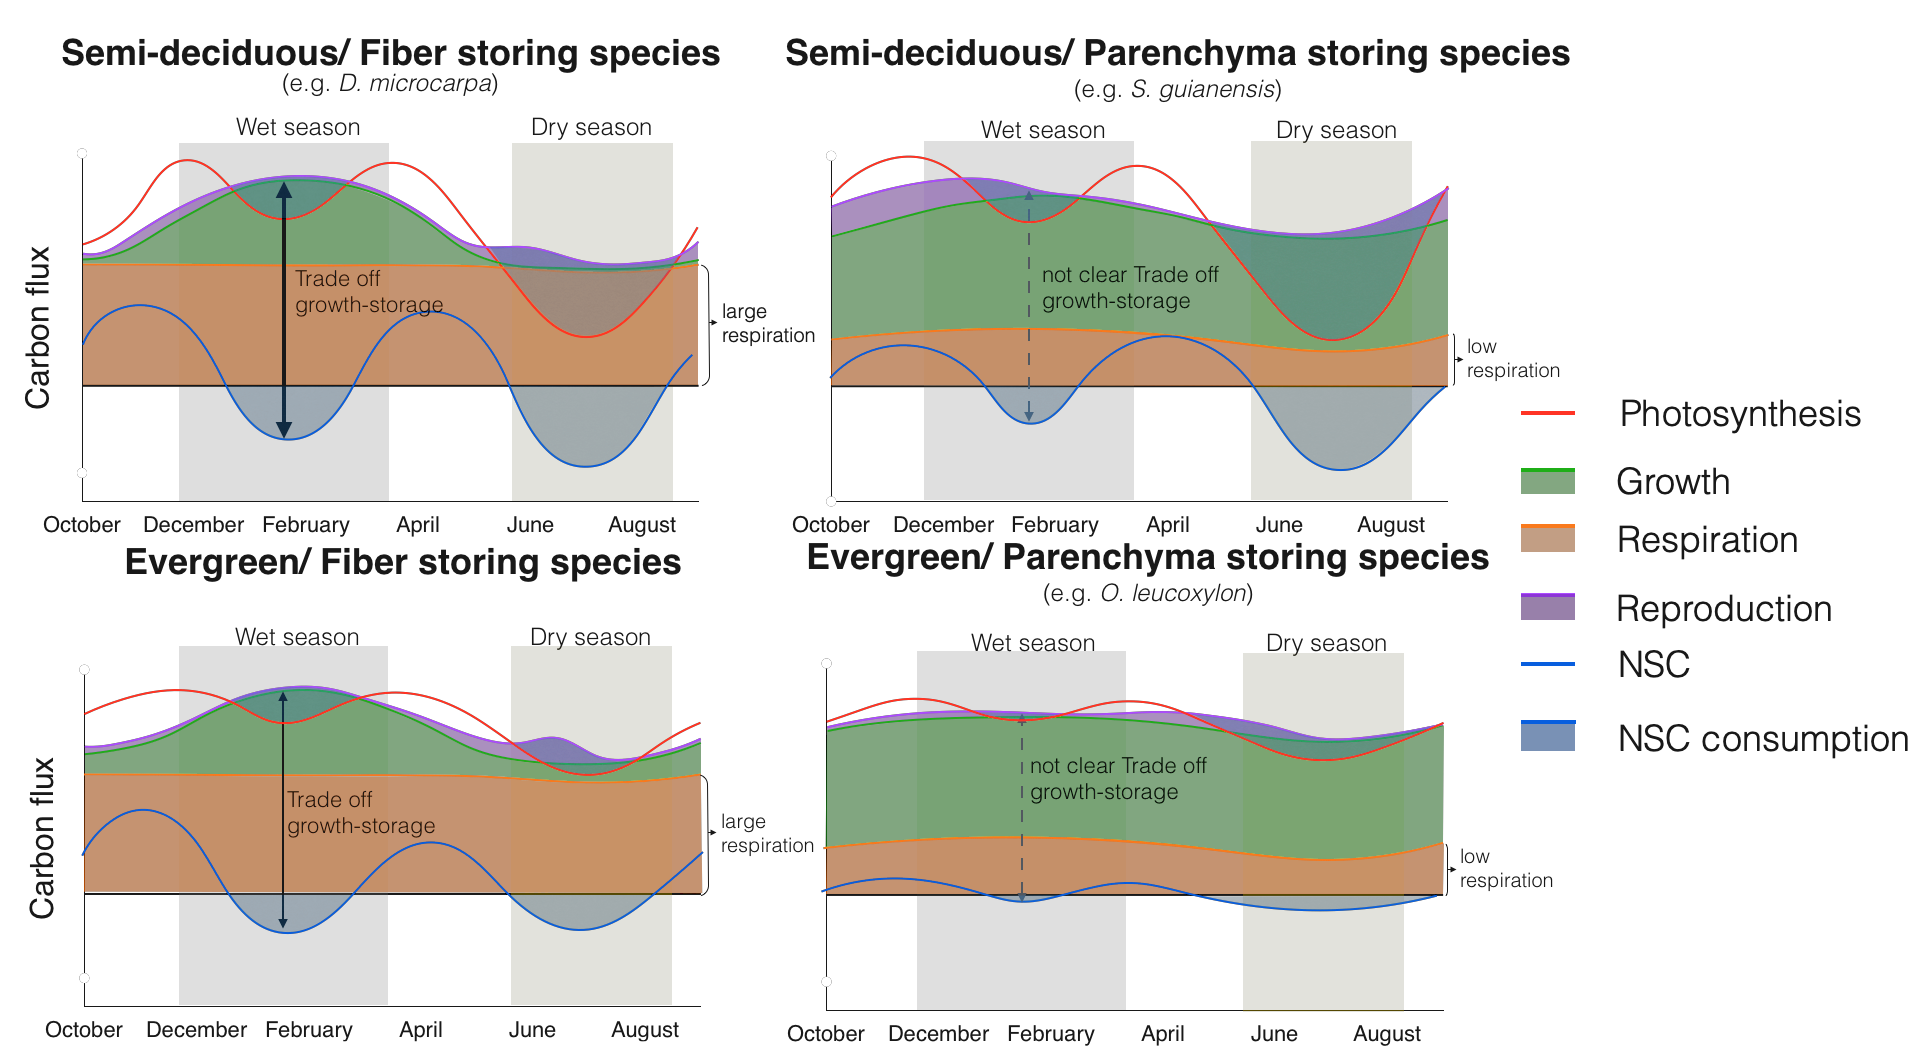 Semi-deciduous/ Fiber storing species
(e.g. D. microcarpa)
Wet season
Dry season
Carbon flux
Trade off
growth-storage
large
respiration
October December February April June August
Semi-deciduous/ Parenchyma storing species
(e.g. S. guianensis)
Wet season
Dry season
not clear Trade off
growth-storage
low
respiration
October December February April June August
Evergreen/ Fiber storing species
Wet season
Dry season
Carbon flux
Trade off
growth-storage
large
respiration
October December February April June August
Evergreen/ Parenchyma storing species
(e.g. O. leucoxylon)
Wet season
Dry season
not clear Trade off
growth-storage
low
respiration
October December February April June August
Photosynthesis
Growth
Respiration
Reproduction
NSC
NSC consumption